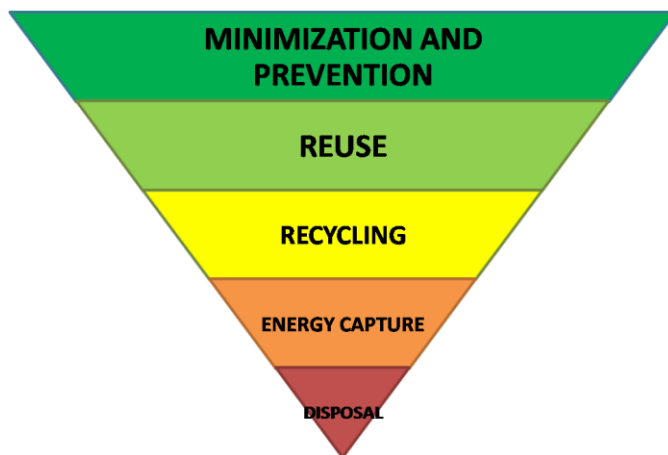 MINIMIZATION AND
PREVENTION
REUSE
RECYCLING
ENERGY CAPTURE
DISPOSAL